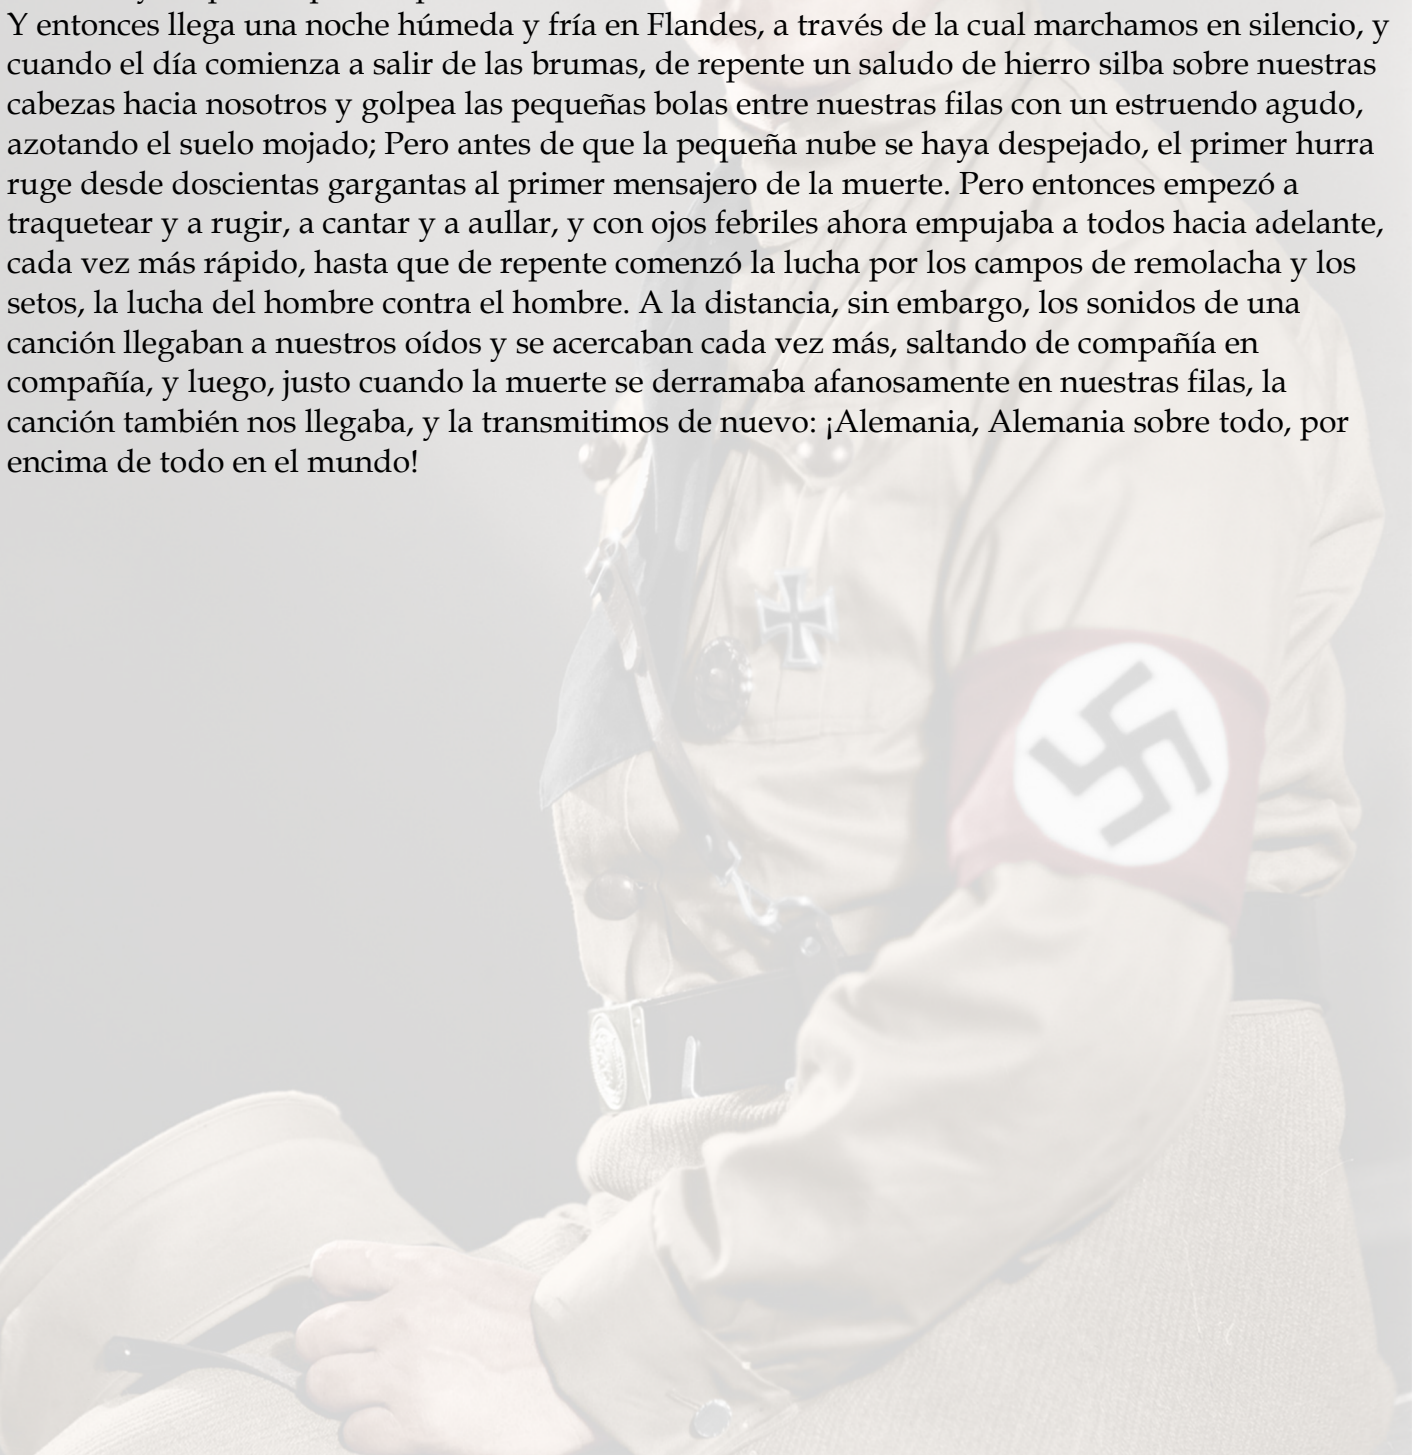 Y entonces llega una noche húmeda y fría en Flandes, a través de la cual marchamos en silencio, y
cuando el día comienza a salir de las brumas, de repente un saludo de hierro silba sobre nuestras
cabezas hacia nosotros y golpea las pequeñas bolas entre nuestras filas con un estruendo agudo,
azotando el suelo mojado; Pero antes de que la pequeña nube se haya despejado, el primer hurra
ruge desde doscientas gargantas al primer mensajero de la muerte. Pero entonces empezó a
traquetear y a rugir, a cantar y a aullar, y con ojos febriles ahora empujaba a todos hacia adelante,
cada vez más rápido, hasta que de repente comenzó la lucha por los campos de remolacha y los
setos, la lucha del hombre contra el hombre. A la distancia, sin embargo, los sonidos de una
canción llegaban a nuestros oídos y se acercaban cada vez más, saltando de compañía en
compañía, y luego, justo cuando la muerte se derramaba afanosamente en nuestras filas, la
canción también nos llegaba, y la transmitimos de nuevo: ¡Alemania, Alemania sobre todo, por
encima de todo en el mundo!